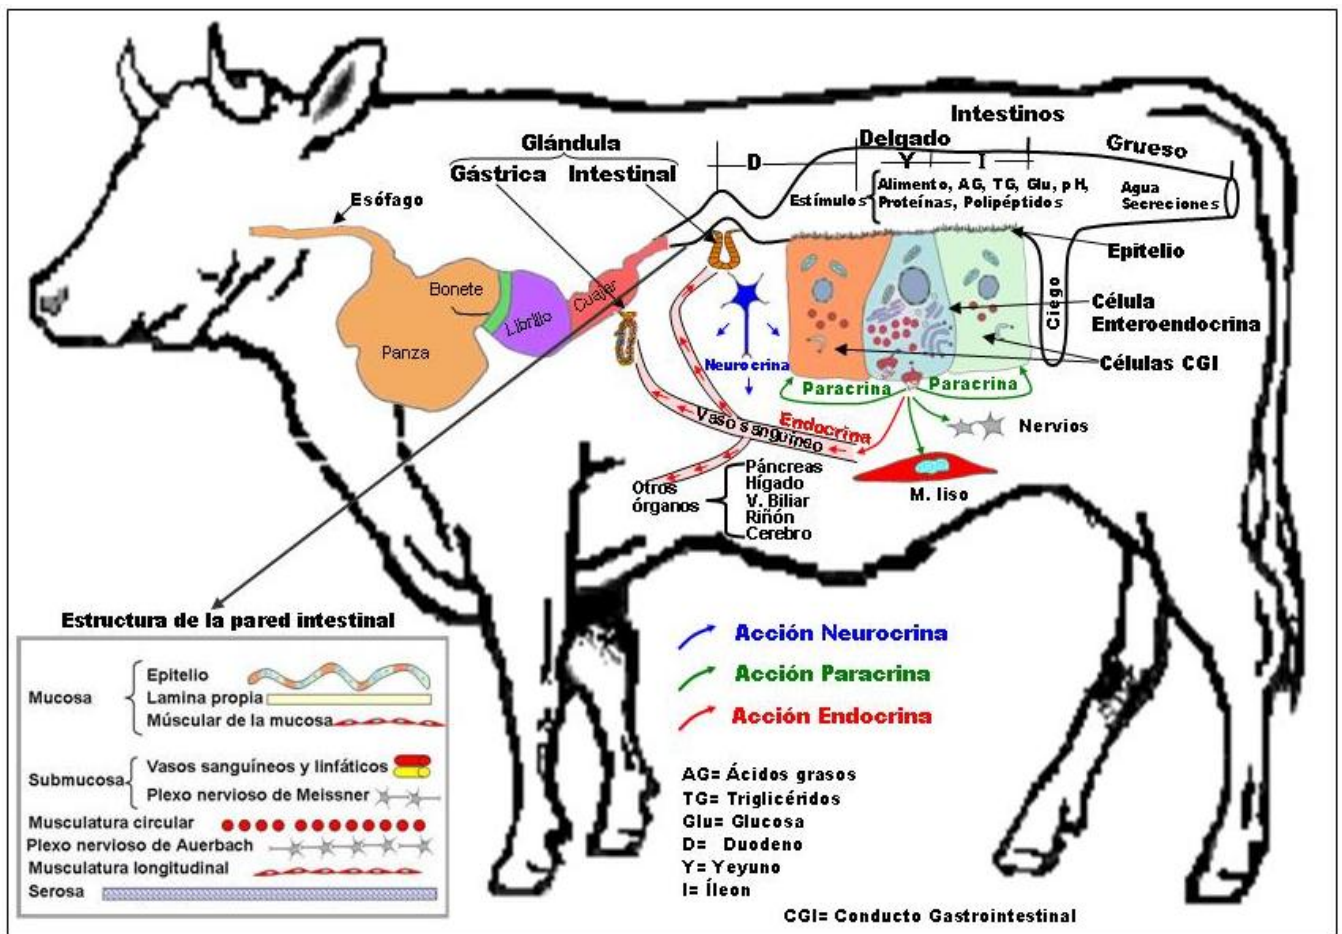 Intestinos
Delgado
Grueso
Glándula
Gástrica
Intestinal
D
Y
I
Esófago
Estímulos
Alimento, AG, TG, Glu, pH,
Proteínas, Polipéptidos
Agua
Secreciones
Epitelio
Bonete
Librillo
Cuajar
Panza
Ciego
Célula
Enteroendocrina
Neurocrina
Células CGI
Paracrina
Paracrina
Vaso sanguíneo
Endocrina
Nervios
M. liso
Otros
órganos
Páncreas
Hígado
V. Biliar
Riñón
Cerebro
Estructura de la pared intestinal
Mucosa
Epitelio
Lamina propia
Múscular de la mucosa
Submucosa
Vasos sanguíneos y linfáticos
Plexo nervioso de Meissner
Musculatura circular
Plexo nervioso de Auerbach
Musculatura longitudinal
Serosa
Acción Neurocrina
Acción Paracrina
Acción Endocrina
AG= Ácidos grasos
TG= Triglicéridos
Glu= Glucosa
D= Duodeno
Y= Yeyuno
I= Íleon
CGI= Conducto Gastrointestinal